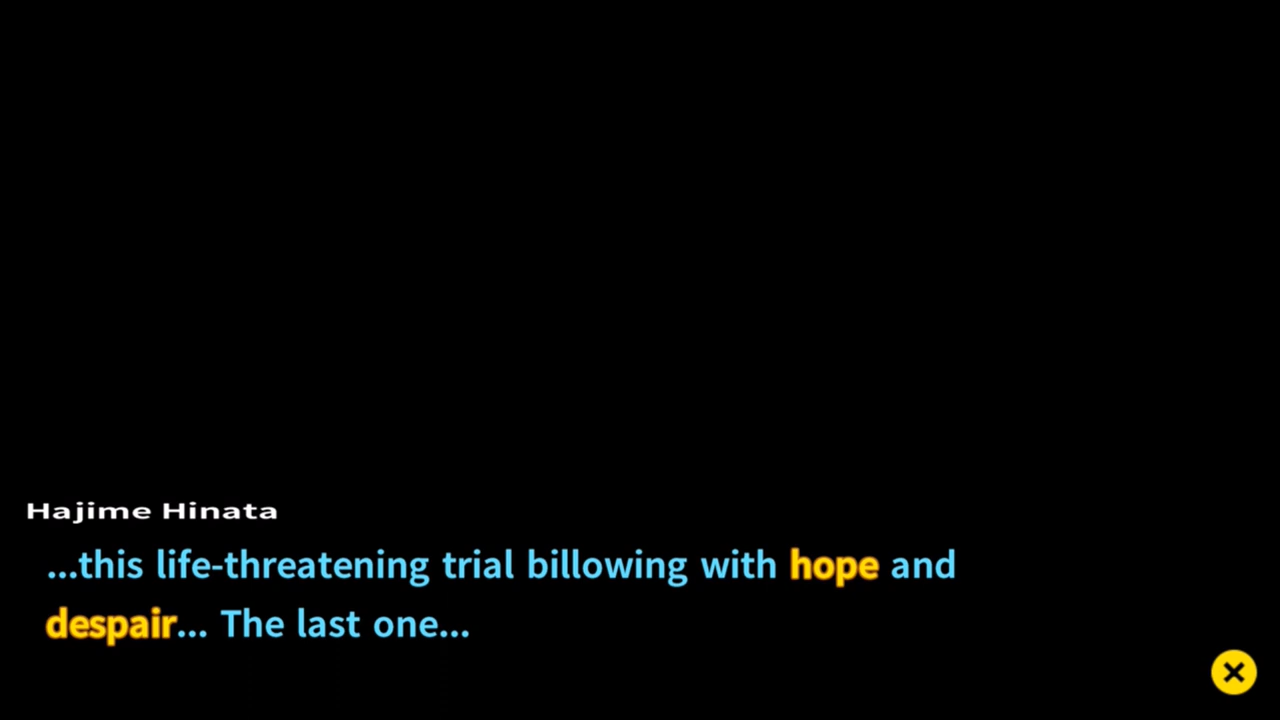 Hajime Hinata
...this life-threatening trial billowing with hope and
despair... The last one...